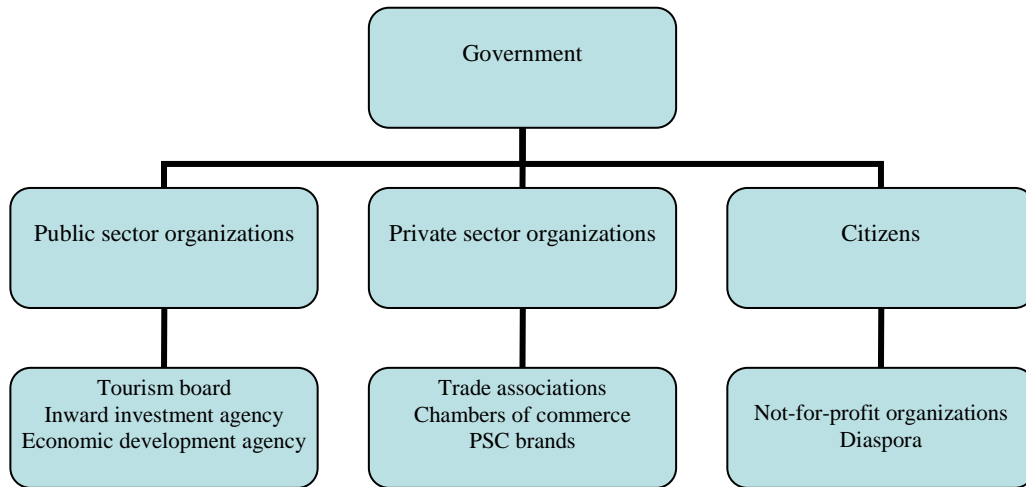 Government
Public sector organizations
Private sector organizations
Citizens
Tourism board
Inward investment agency
Economic development agency
Trade associations
Chambers of commerce
PSC brands
Not-for-profit organizations
Diaspora